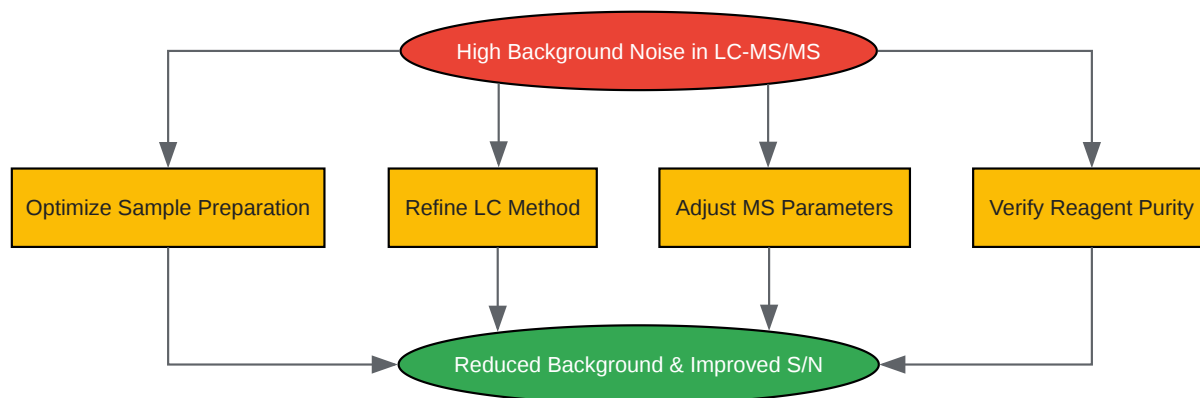 High Background Noise in LC-MS/MS
Optimize Sample Preparation
Refine LC Method
Adjust MS Parameters
Verify Reagent Purity
Reduced Background & Improved S/N